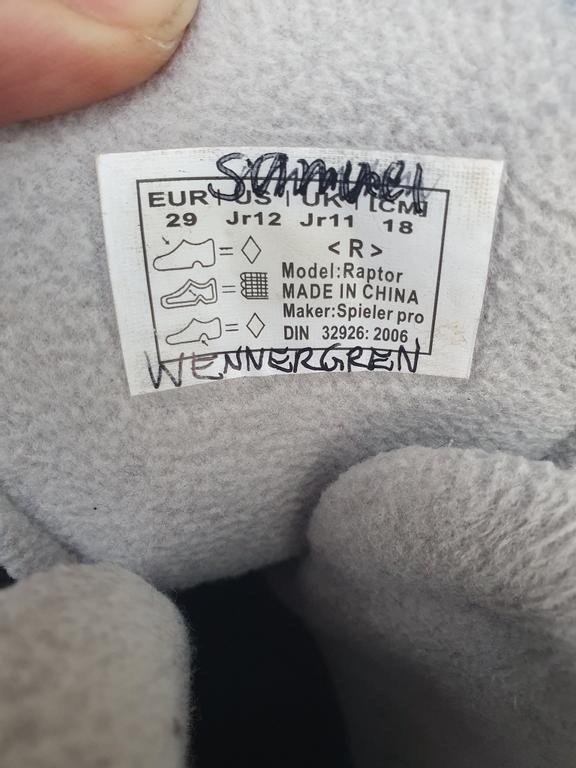 Samuel
EUR | US | UK | [CM]
29 Jr12 Jr11 18
= ◇ <R>
Model:Raptor
= MADE IN CHINA
Maker:Spieler pro
= ◇ DIN 32926: 2006
WENNERGREN